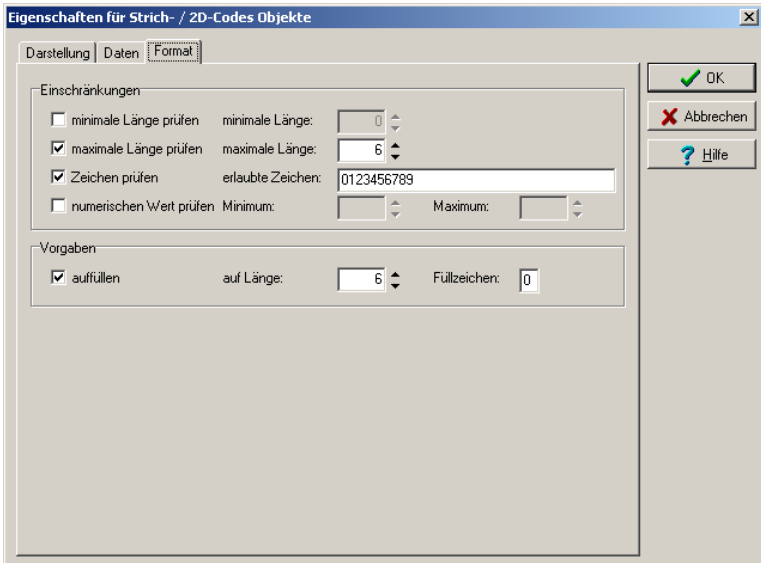 Eigenschaften für Strich- / 2D-Codes Objekte
Darstellung Daten Format
OK
Abbrechen
Hilfe
Einschränkungen
minimale Länge prüfen minimale Länge: 0
maximale Länge prüfen maximale Länge: 6
Zeichen prüfen erlaubte Zeichen: 0123456789
numerischen Wert prüfen Minimum: Maximum:
Vorgaben
auffüllen auf Länge: 6 Füllzeichen: 0